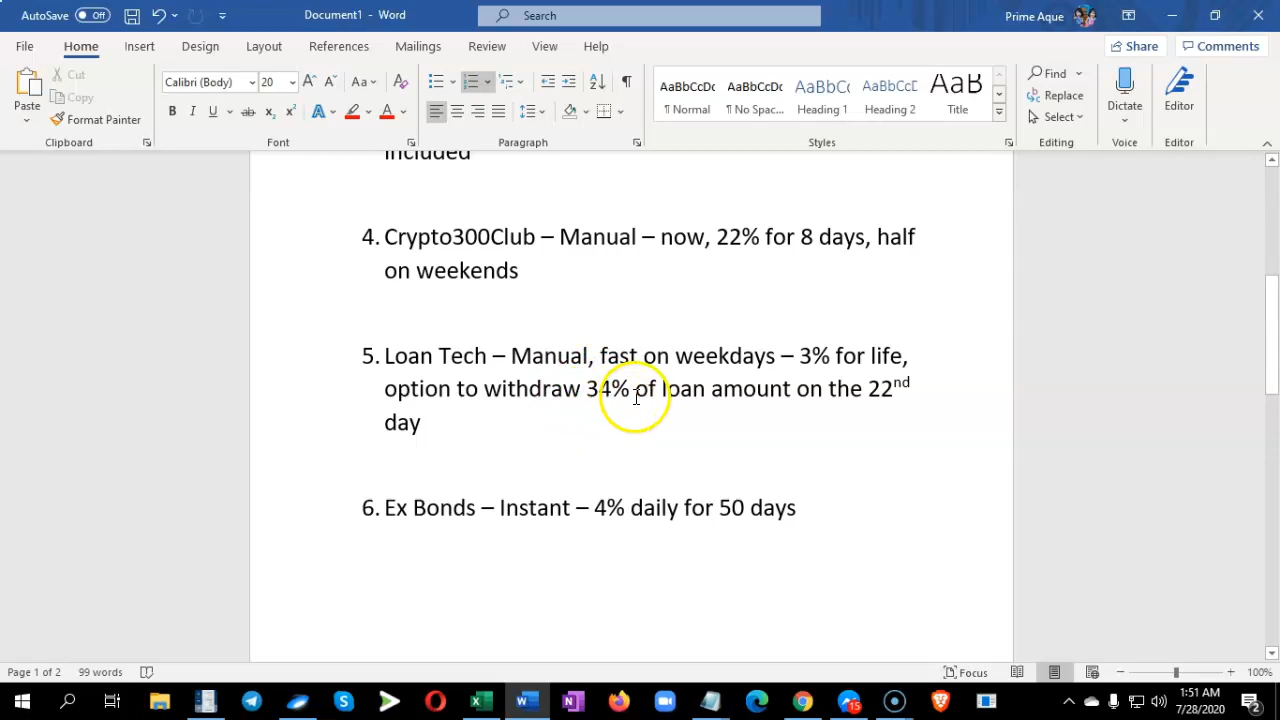 AutoSave Off
Document1 - Word
Search
Prime Aque
File Home Insert Design Layout References Mailings Review View Help
Share Comments
Paste
Cut
Copy
Format Painter
Calibri (Body) 20
AaBbCcDc AaBbCcDc AaBbCc AaBbCcD AaB
¶ Normal ¶ No Spac... Heading 1 Heading 2 Title
Find
Replace
Select
Dictate
Editor
Clipboard Font Paragraph Styles Editing Voice Editor
included
4. Crypto300Club – Manual – now, 22% for 8 days, half
on weekends
5. Loan Tech – Manual, fast on weekdays – 3% for life,
option to withdraw 34% of loan amount on the 22nd
day
6. Ex Bonds – Instant – 4% daily for 50 days
Page 1 of 2 99 words
Focus
100%
15
1:51 AM
7/28/2020
2